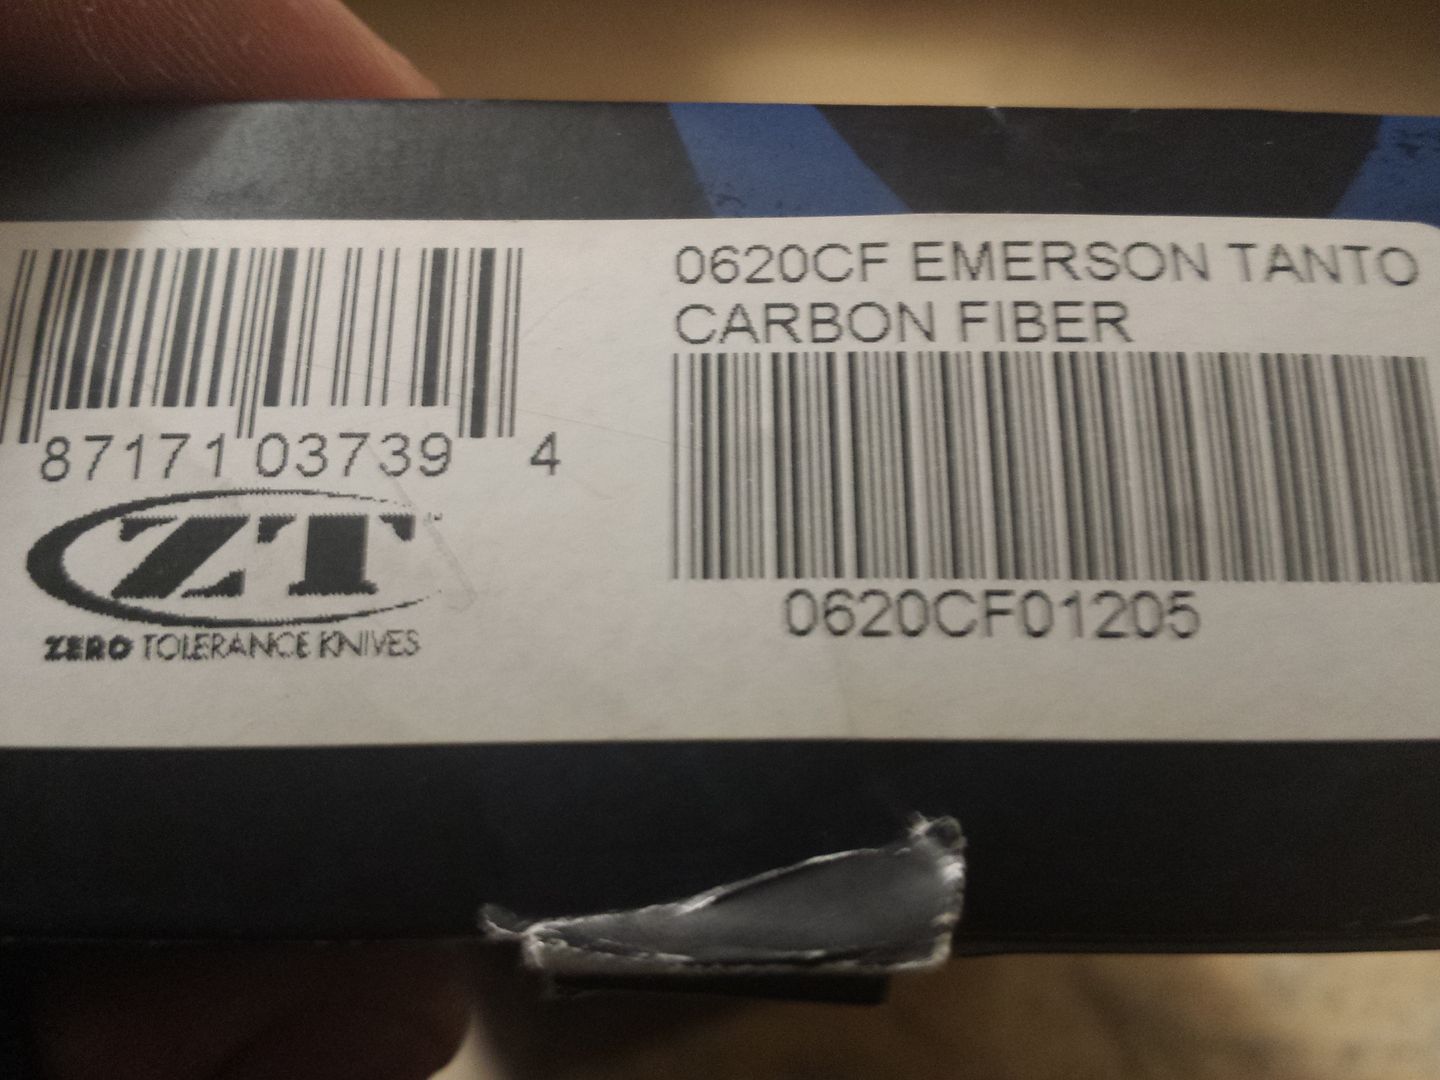 0620CF EMERSON TANTO
CARBON FIBER
87171 03739 4
ZT
ZERO TOLERANCE KNIVES
0620CF01205